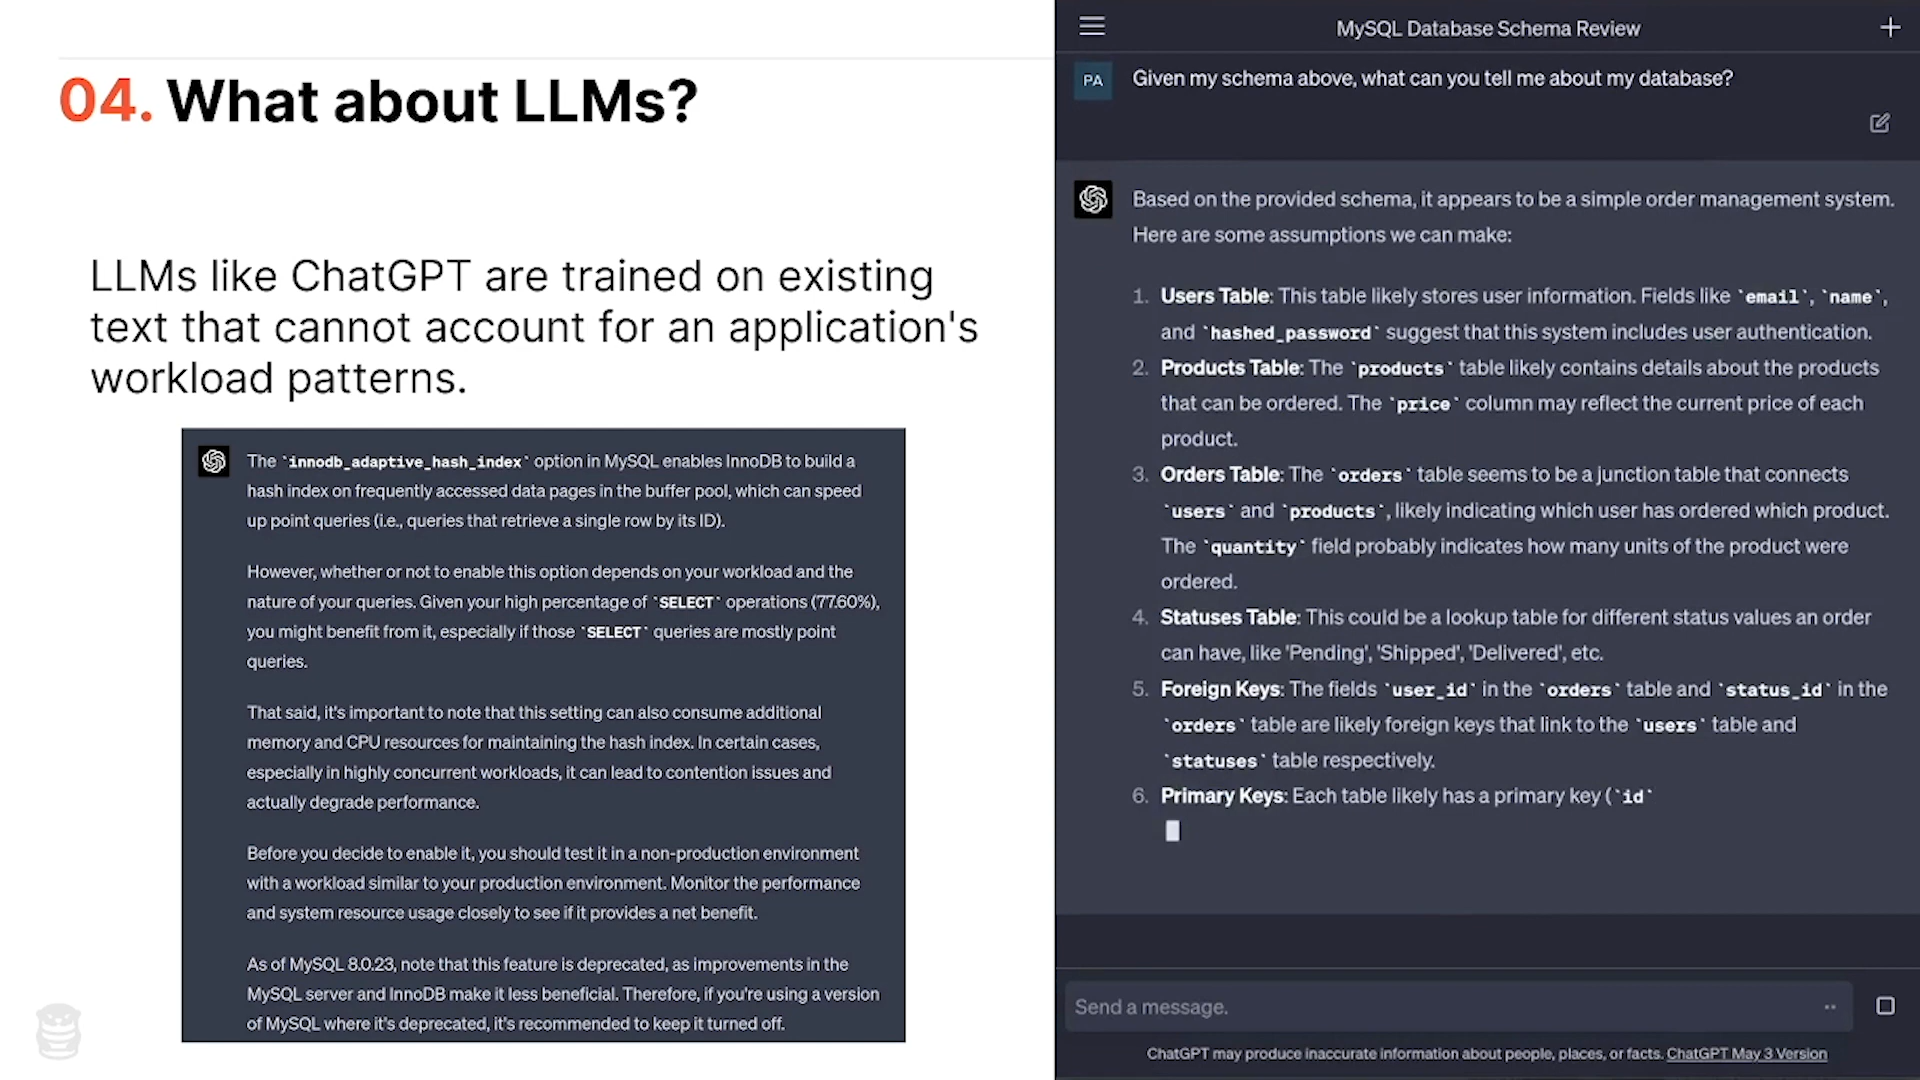 04. What about LLMs?
LLMs like ChatGPT are trained on existing
text that cannot account for an application's
workload patterns.
The `innodb_adaptive_hash_index` option in MySQL enables InnoDB to build a
hash index on frequently accessed data pages in the buffer pool, which can speed
up point queries (i.e., queries that retrieve a single row by its ID).
However, whether or not to enable this option depends on your workload and the
nature of your queries. Given your high percentage of `SELECT` operations (77.60%),
you might benefit from it, especially if those `SELECT` queries are mostly point
queries.
That said, it's important to note that this setting can also consume additional
memory and CPU resources for maintaining the hash index. In certain cases,
especially in highly concurrent workloads, it can lead to contention issues and
actually degrade performance.
Before you decide to enable it, you should test it in a non-production environment
with a workload similar to your production environment. Monitor the performance
and system resource usage closely to see if it provides a net benefit.
As of MySQL 8.0.23, note that this feature is deprecated, as improvements in the
MySQL server and InnoDB make it less beneficial. Therefore, if you're using a version
of MySQL where it's deprecated, it's recommended to keep it turned off.
MySQL Database Schema Review
PA
Given my schema above, what can you tell me about my database?
Based on the provided schema, it appears to be a simple order management system.
Here are some assumptions we can make:
1. Users Table: This table likely stores user information. Fields like `email`, `name`,
and `hashed_password` suggest that this system includes user authentication.
2. Products Table: The `products` table likely contains details about the products
that can be ordered. The `price` column may reflect the current price of each
product.
3. Orders Table: The `orders` table seems to be a junction table that connects
`users` and `products`, likely indicating which user has ordered which product.
The `quantity` field probably indicates how many units of the product were
ordered.
4. Statuses Table: This could be a lookup table for different status values an order
can have, like 'Pending', 'Shipped', 'Delivered', etc.
5. Foreign Keys: The fields `user_id` in the `orders` table and `status_id` in the
`orders` table are likely foreign keys that link to the `users` table and
`statuses` table respectively.
6. Primary Keys: Each table likely has a primary key (`id`
Send a message.
ChatGPT may produce inaccurate information about people, places, or facts. ChatGPT May 3 Version